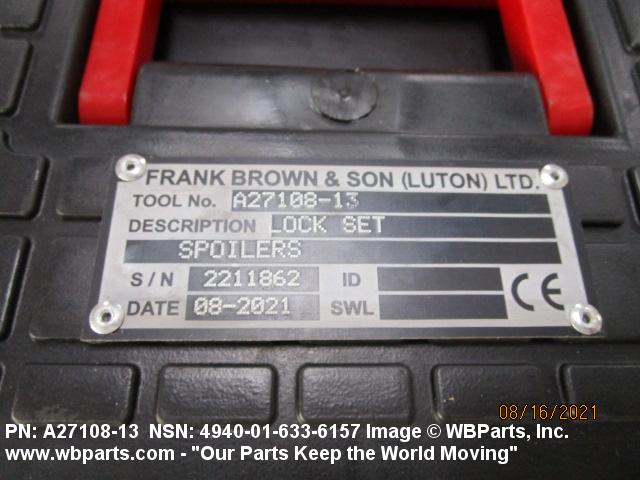 FRANK BROWN & SON (LUTON) LTD.
TOOL No. A27108-13
DESCRIPTION LOCK SET
SPOILERS
S / N 2211862 ID
DATE 08-2021 SWL CE
08/16/2021
PN: A27108-13 NSN: 4940-01-633-6157 Image © WBParts, Inc.
www.wbparts.com - "Our Parts Keep the World Moving"